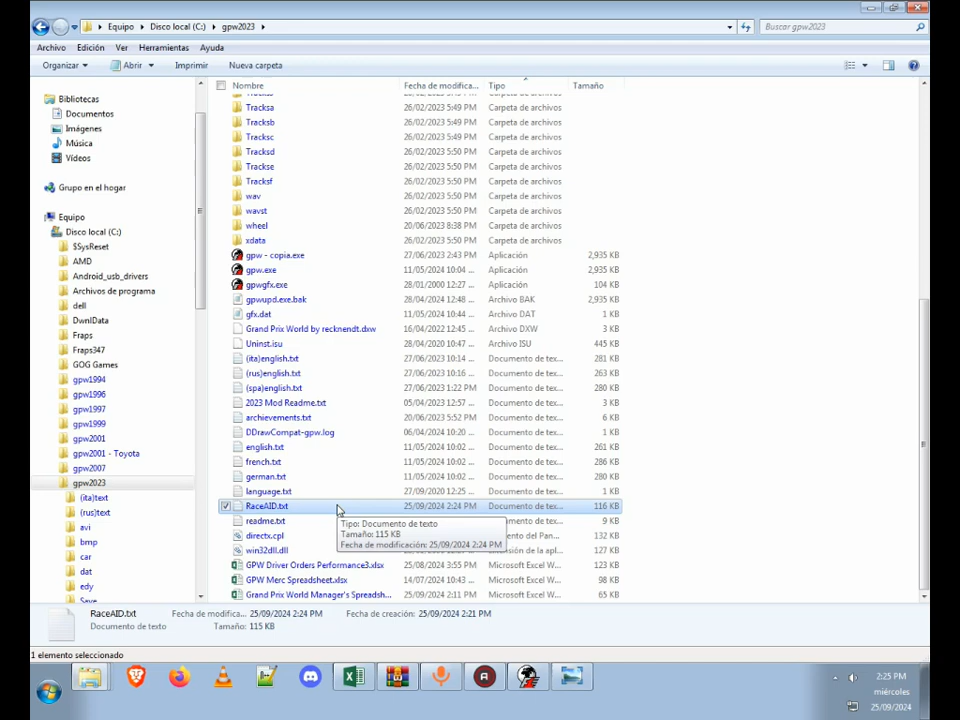 Equipo ▸ Disco local (C:) ▸ gpw2023 ▸
Buscar gpw2023
Archivo Edición Ver Herramientas Ayuda
Organizar Abrir Imprimir Nueva carpeta
Bibliotecas
Documentos
Imágenes
Música
Vídeos
Grupo en el hogar
Equipo
Disco local (C:)
$SysReset
AMD
Android_usb_drivers
Archivos de programa
dell
DwnlData
Fraps
Fraps347
GOG Games
gpw1994
gpw1996
gpw1997
gpw1999
gpw2001
gpw2001 - Toyota
gpw2007
gpw2023
(ita)text
(rus)text
avi
bmp
car
dat
edy
Save
Nombre Fecha de modifica... Tipo Tamaño
Tracksa 26/02/2023 5:49 PM Carpeta de archivos
Tracksb 26/02/2023 5:49 PM Carpeta de archivos
Tracksc 26/02/2023 5:49 PM Carpeta de archivos
Tracksd 26/02/2023 5:49 PM Carpeta de archivos
Trackse 26/02/2023 5:49 PM Carpeta de archivos
Tracksf 26/02/2023 5:50 PM Carpeta de archivos
wav 26/02/2023 5:50 PM Carpeta de archivos
wavst 26/02/2023 5:50 PM Carpeta de archivos
wheel 20/06/2023 8:38 PM Carpeta de archivos
xdata 26/02/2023 5:50 PM Carpeta de archivos
gpw - copia.exe 27/06/2023 2:43 PM Aplicación 2,935 KB
gpw.exe 11/05/2024 10:04 ... Aplicación 2,935 KB
gpwgfx.exe 28/01/2000 12:27 ... Aplicación 104 KB
gpwupd.exe.bak 28/04/2024 12:48 ... Archivo BAK 2,935 KB
gfx.dat 11/05/2024 10:04 ... Archivo DAT 1 KB
Grand Prix World by recknendt.dxw 16/04/2022 12:45 ... Archivo DXW 3 KB
Uninst.isu 28/04/2020 10:47 ... Archivo ISU 445 KB
(ita)english.txt 27/06/2023 10:14 ... Documento de tex... 281 KB
(rus)english.txt 27/06/2023 10:16 ... Documento de tex... 263 KB
(spa)english.txt 27/06/2023 1:22 PM Documento de tex... 280 KB
2023 Mod Readme.txt 05/04/2023 12:57 ... Documento de tex... 3 KB
archievements.txt 20/06/2023 5:52 PM Documento de tex... 6 KB
DDrawCompat-gpw.log 06/04/2024 10:20 ... Documento de tex... 1 KB
english.txt 11/05/2024 10:02 ... Documento de tex... 261 KB
french.txt 11/05/2024 10:02 ... Documento de tex... 286 KB
german.txt 11/05/2024 10:02 ... Documento de tex... 280 KB
language.txt 27/09/2020 12:25 ... Documento de tex... 1 KB
RaceAID.txt 25/09/2024 2:24 PM Documento de tex... 116 KB
readme.txt 9 KB
directx.cpl de Pan... 132 KB
win32dll.dll de la apl... 127 KB
Tipo: Documento de texto
Tamaño: 115 KB
Fecha de modificación: 25/09/2024 2:24 PM
GPW Driver Orders Performance3.xlsx 25/08/2024 3:55 PM Microsoft Excel W... 123 KB
GPW Merc Spreadsheet.xlsx 14/07/2024 10:43 ... Microsoft Excel W... 98 KB
Grand Prix World Manager's Spreadsh... 25/09/2024 2:11 PM Microsoft Excel W... 65 KB
RaceAID.txt Fecha de modifica... 25/09/2024 2:24 PM Fecha de creación: 25/09/2024 2:21 PM
Documento de texto Tamaño: 115 KB
1 elemento seleccionado
2:25 PM
miércoles
25/09/2024